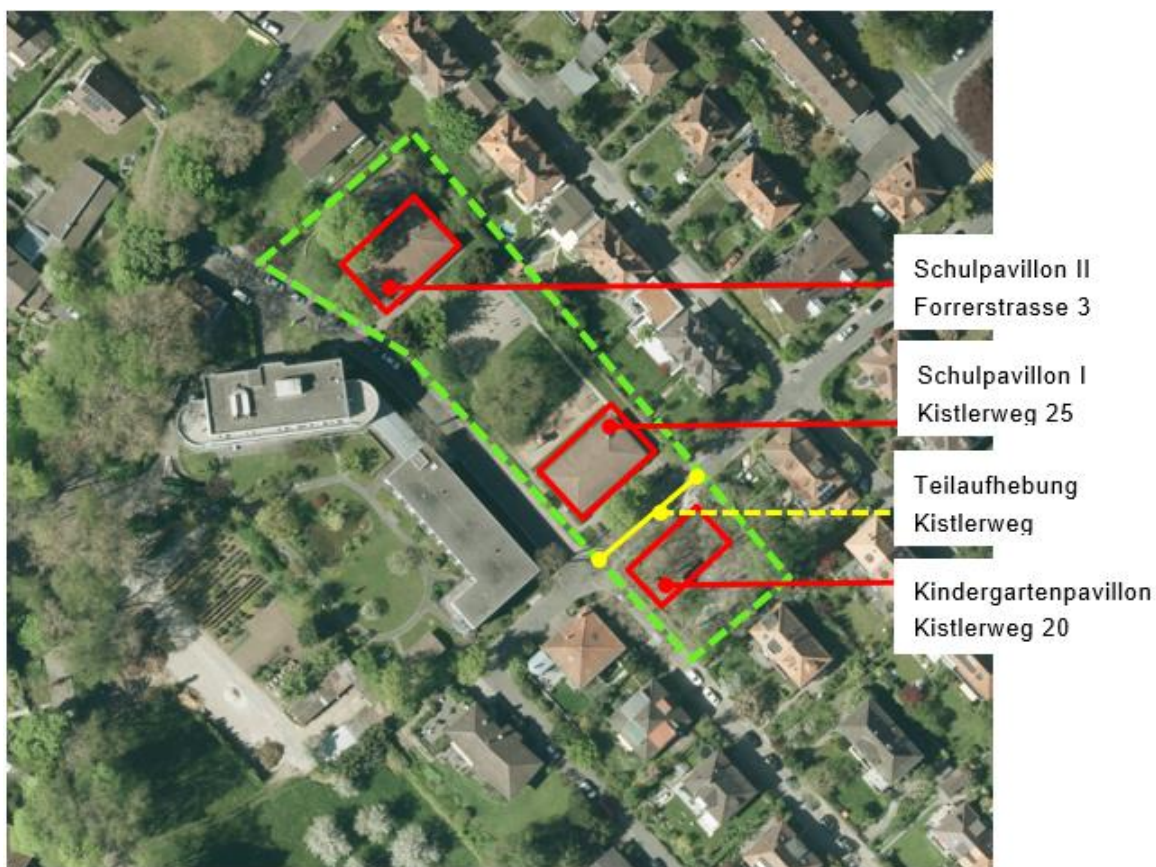 Schulpavillon II
Forrerstrasse 3
Schulpavillon I
Kistlerweg 25
Teilaufhebung
Kistlerweg
Kindergartenpavillon
Kistlerweg 20